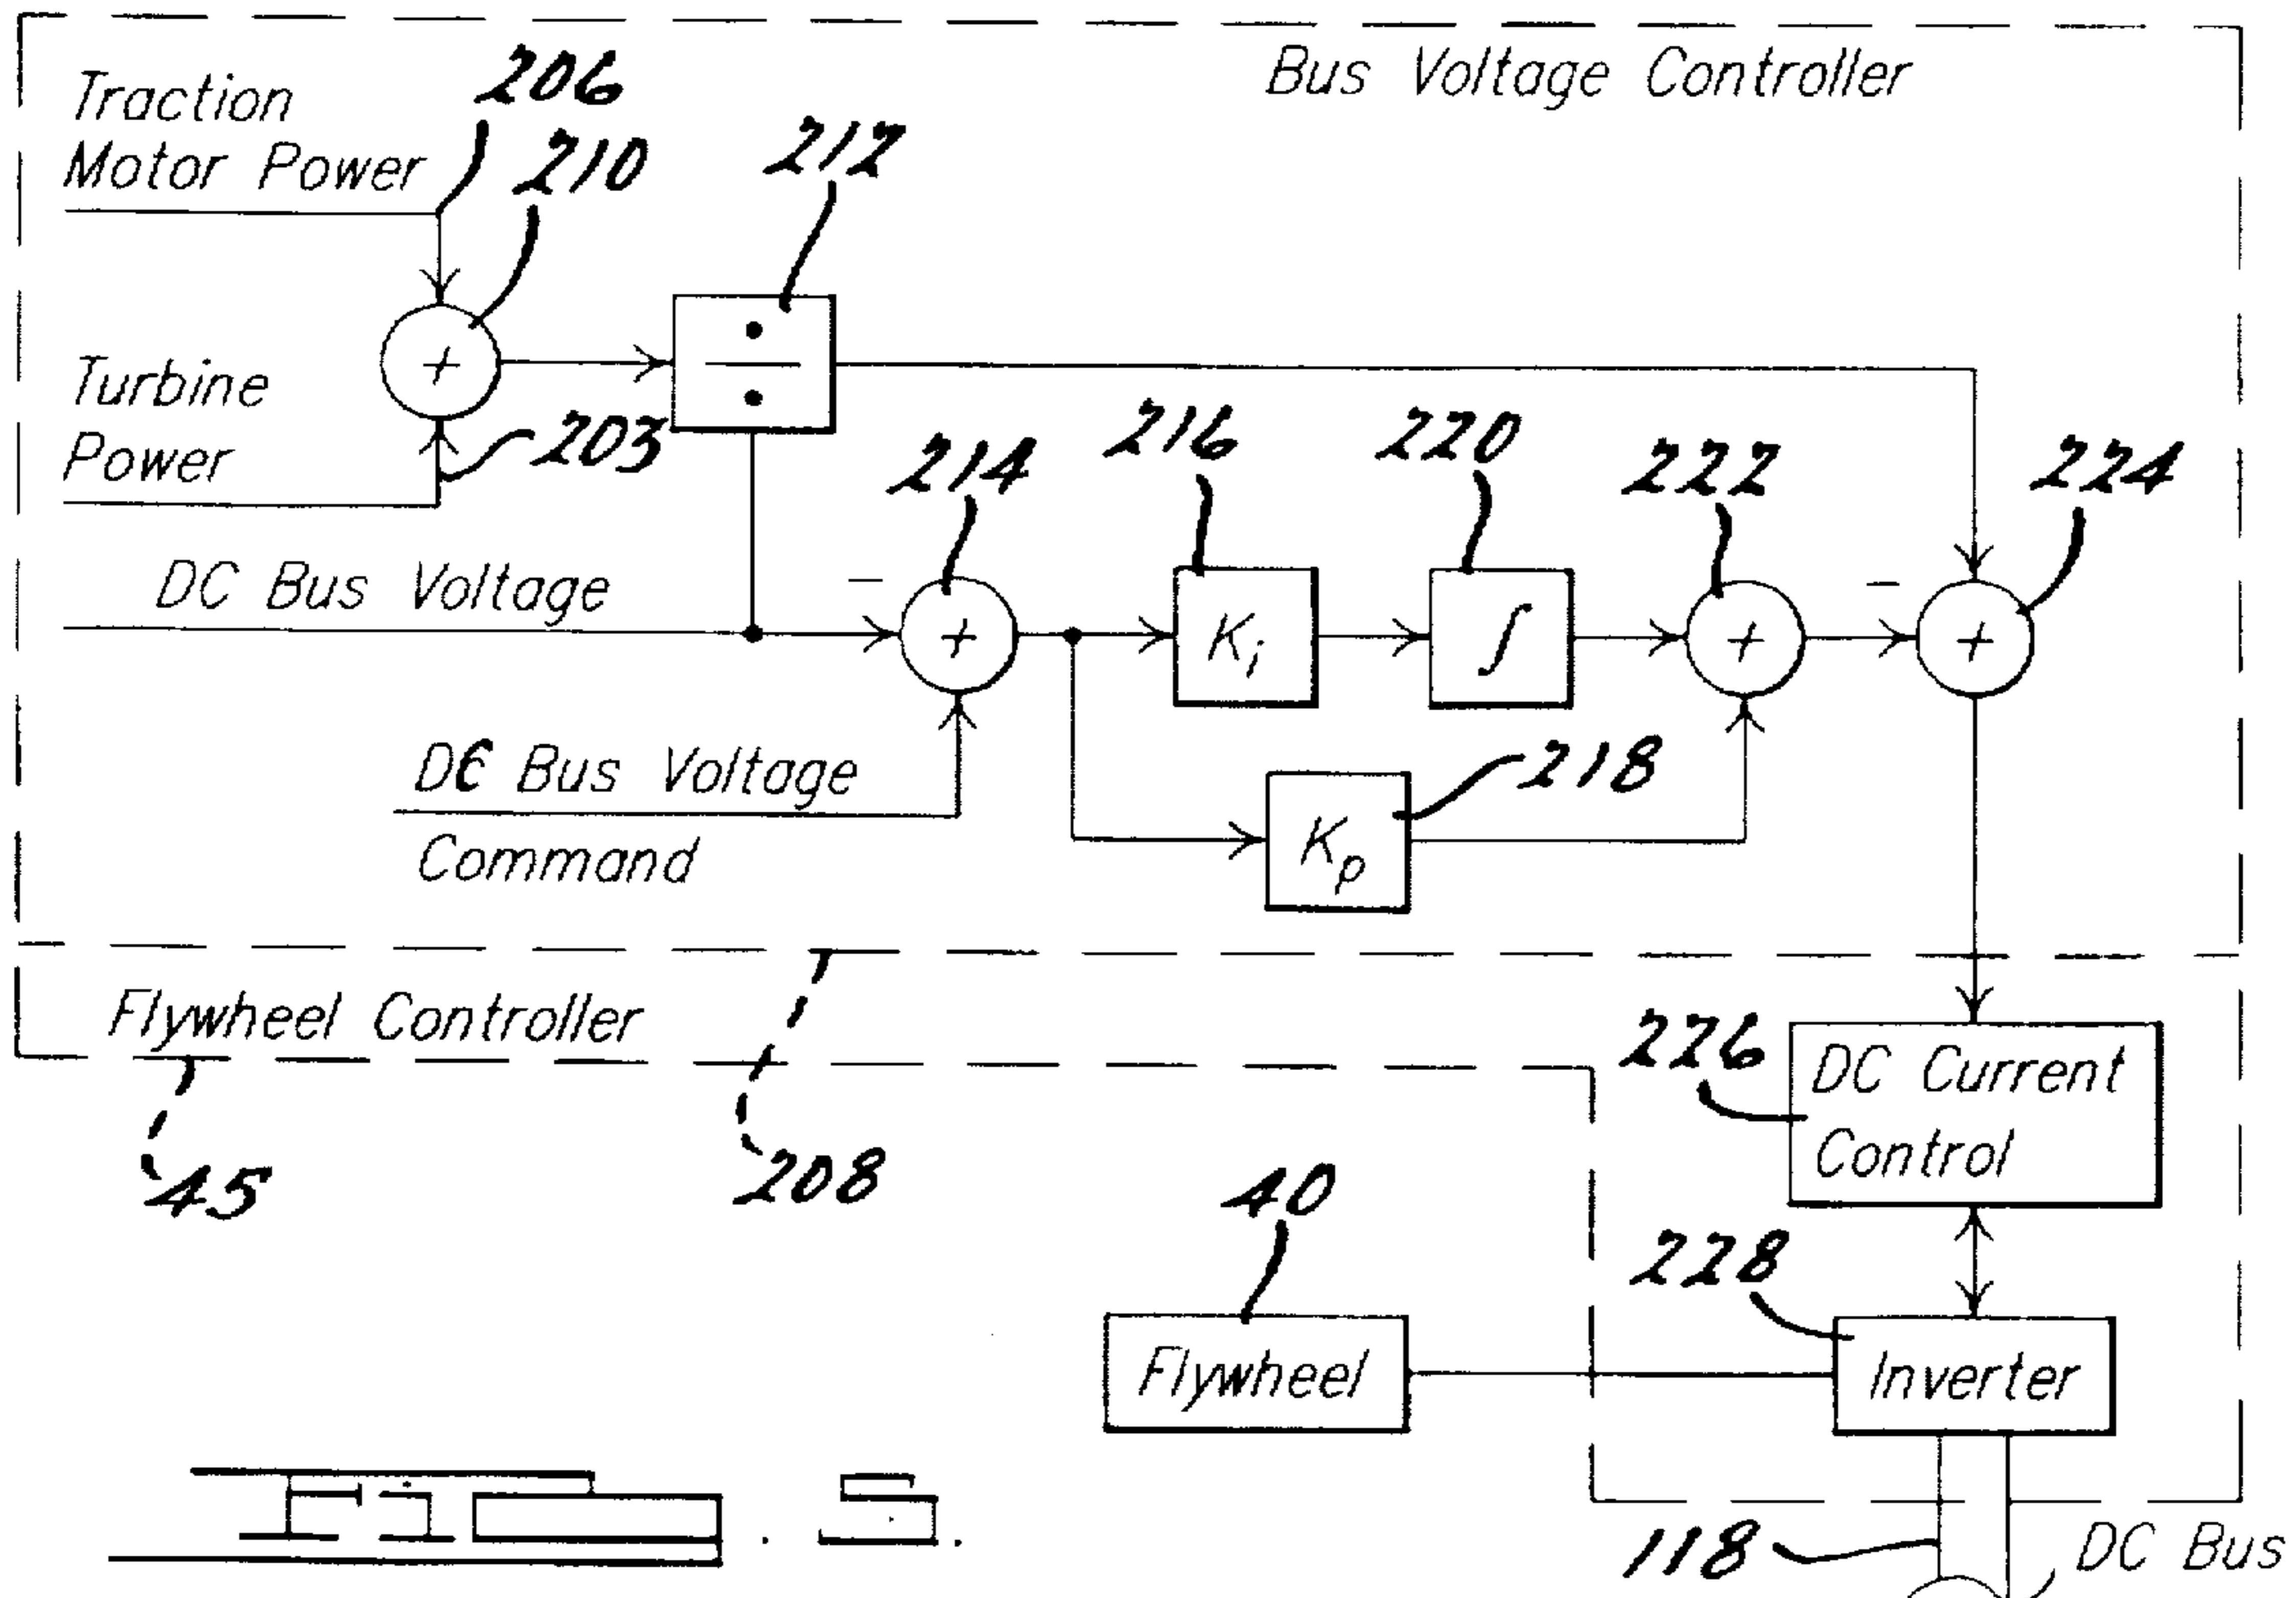 Bus Voltage Controller
Traction
Motor Power
206
210
212
Turbine
Power
203
+
÷
214
216
220
222
224
DC Bus Voltage
−
+
Ki
∫
+
−
+
DC Bus Voltage
Command
218
Kp
Flywheel Controller
45
208
226
DC Current
Control
40
228
Flywheel
Inverter
118
DC Bus
Fig. 5.